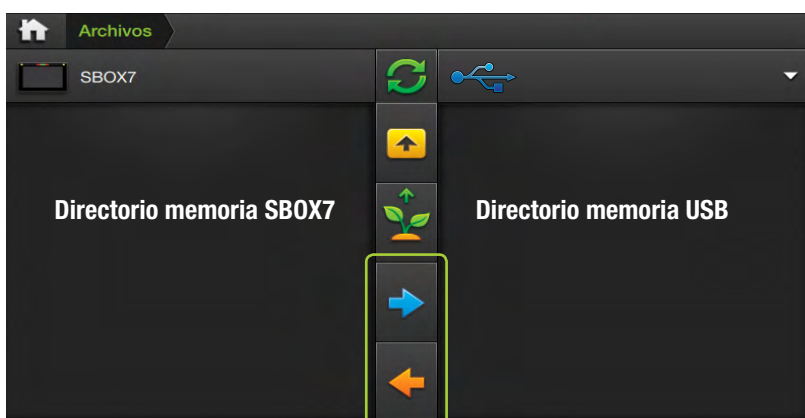 Archivos
SBOX7
Directorio memoria SBOX7
Directorio memoria USB